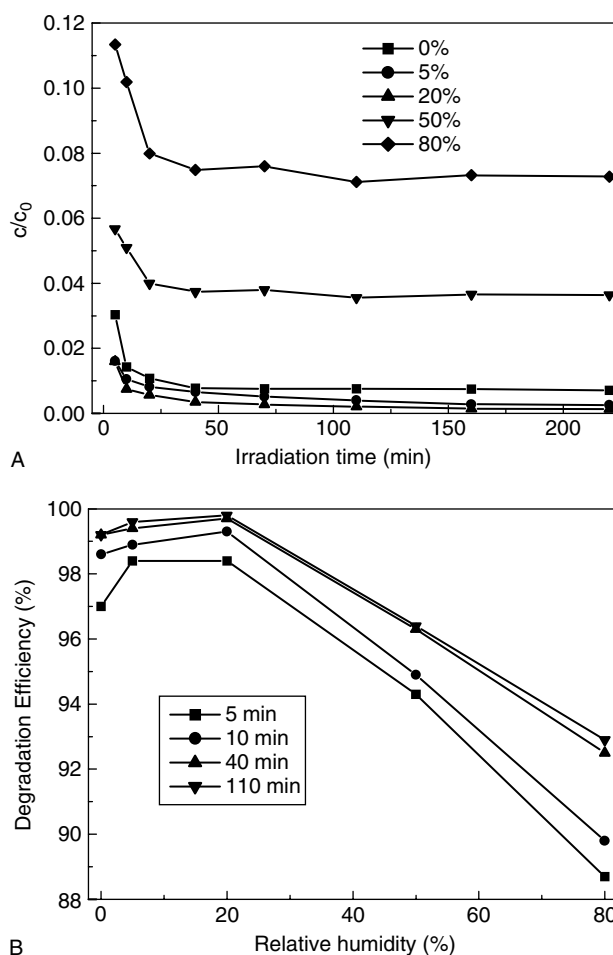 0.12
0.10
0.08
0.06
0.04
0.02
0.00
c/c0
0%
5%
20%
50%
80%
0 50 100 150 200
Irradiation time (min)
A
100
98
96
94
92
90
88
Degradation Efficiency (%)
5 min
10 min
40 min
110 min
0 20 40 60 80
Relative humidity (%)
B